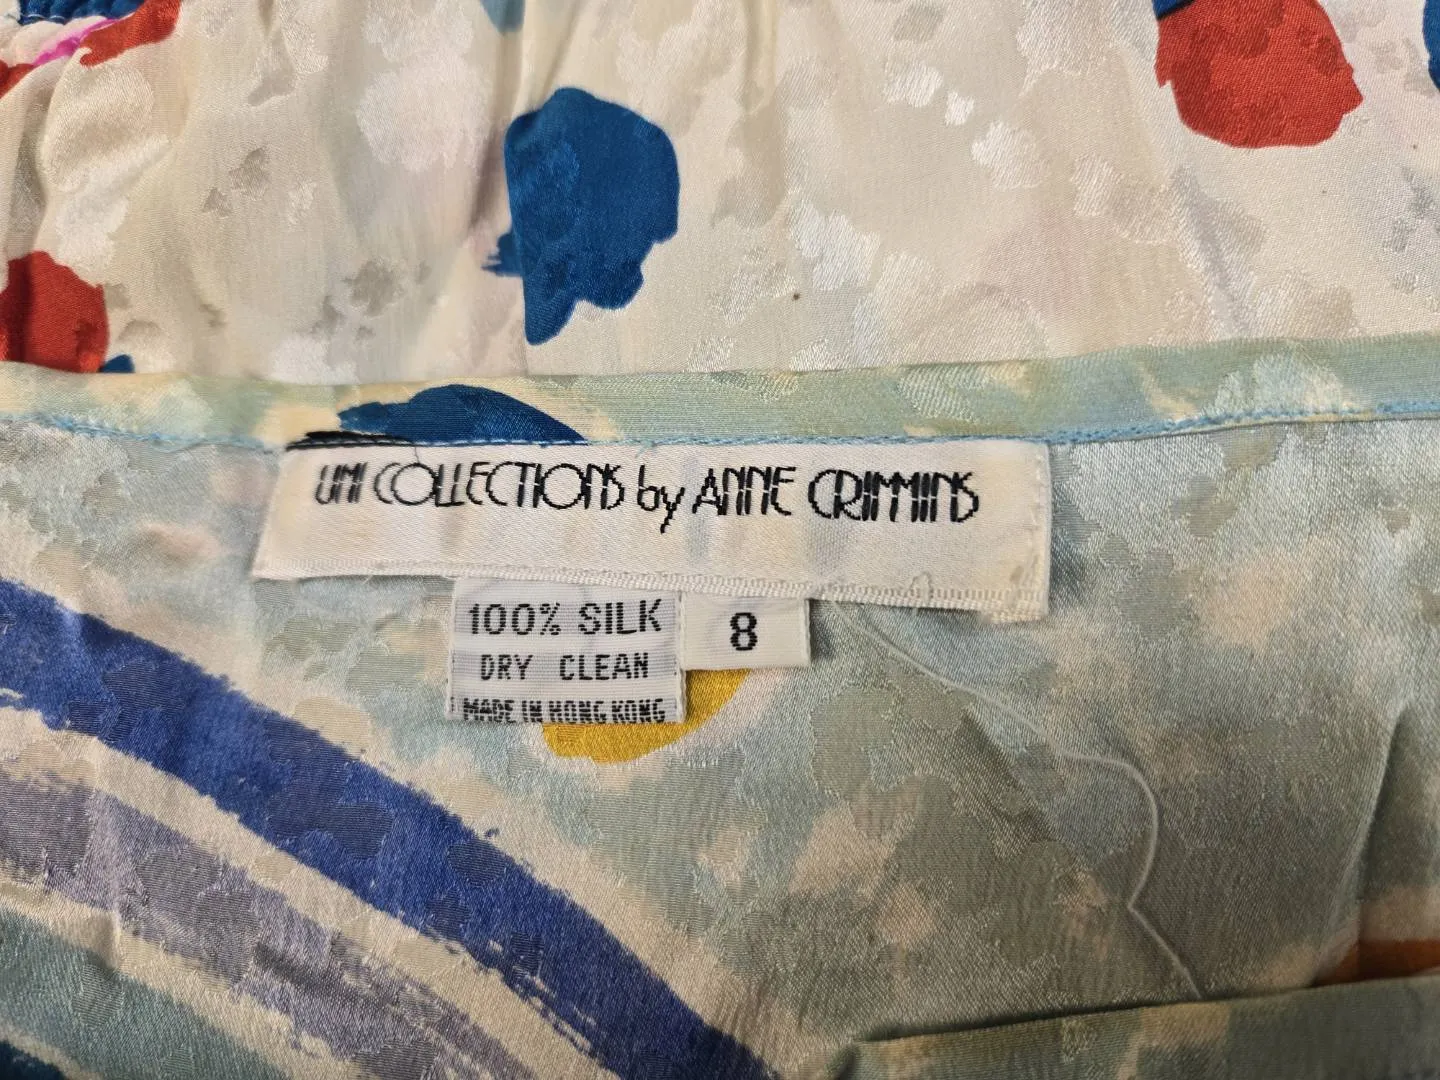 UMI COLLECTIONS by ANNE CRIMMINS
100% SILK
8
DRY CLEAN
MADE IN HONG KONG